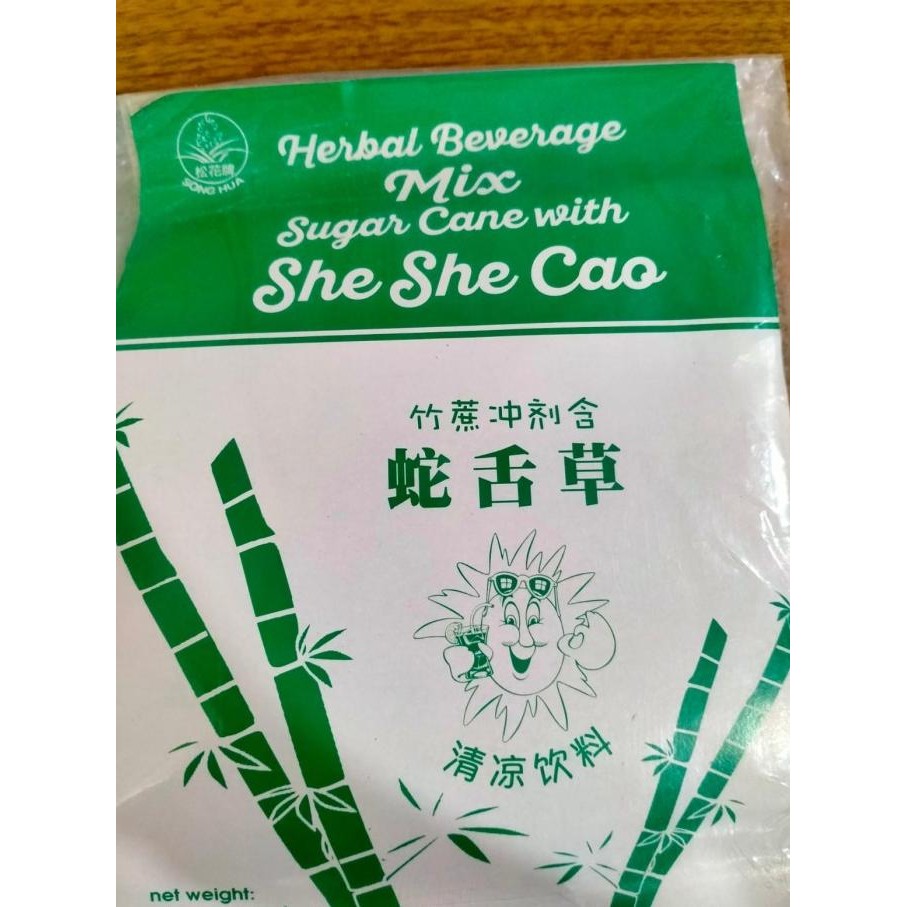 松花牌
SONG HUA
Herbal Beverage
Mix
Sugar Cane with
She She Cao
竹蔗冲剂含
蛇舌草
清凉饮料
net weight: